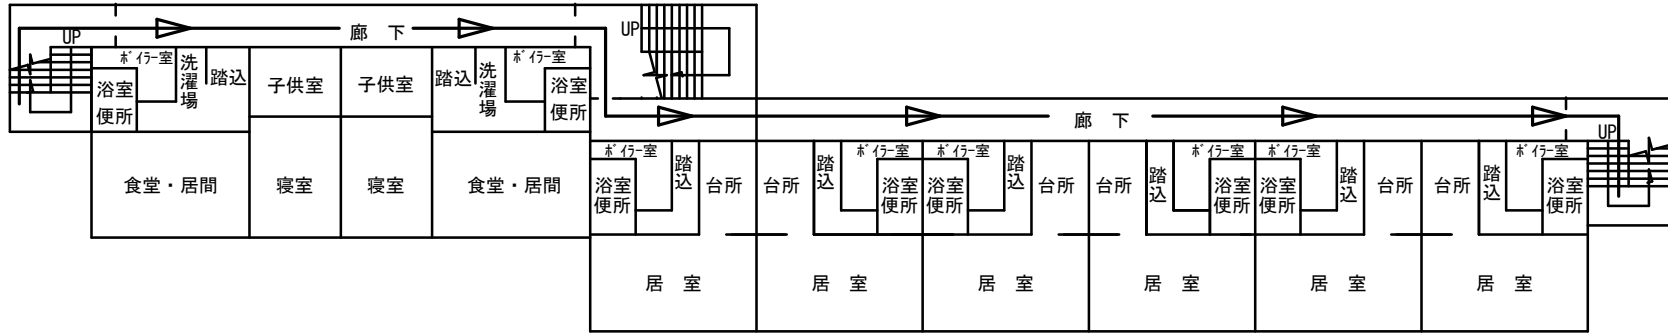 廊 下
UP
UP
ボイラー室
洗濯場
踏込
子供室
子供室
踏込
洗濯場
ボイラー室
浴室
便所
浴室
便所
食堂・居間
寝室
寝室
食堂・居間
廊 下
UP
ボイラー室
踏込
台所
台所
踏込
ボイラー室
ボイラー室
踏込
台所
台所
踏込
ボイラー室
ボイラー室
踏込
台所
台所
踏込
ボイラー室
浴室
便所
浴室
便所
浴室
便所
浴室
便所
浴室
便所
浴室
便所
居 室
居 室
居 室
居 室
居 室
居 室